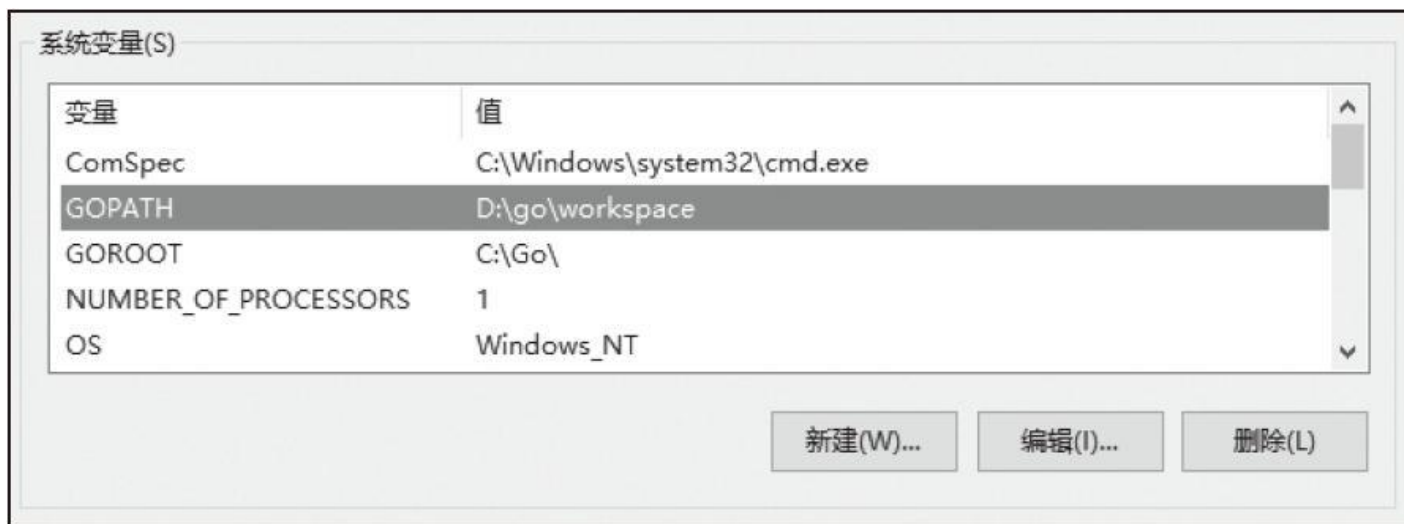 系统变量(S)
变量 值
ComSpec C:\Windows\system32\cmd.exe
GOPATH D:\go\workspace
GOROOT C:\Go\
NUMBER_OF_PROCESSORS 1
OS Windows_NT
新建(W)... 编辑(I)... 删除(L)